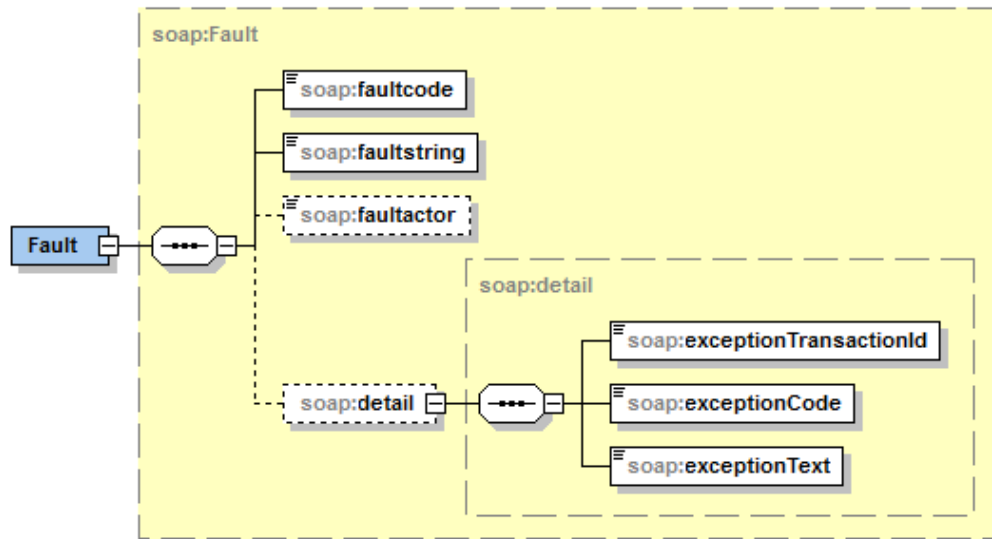 soap:Fault
soap:faultcode
soap:faultstring
soap:faultactor
Fault
soap:detail
soap:exceptionTransactionId
soap:detail
soap:exceptionCode
soap:exceptionText